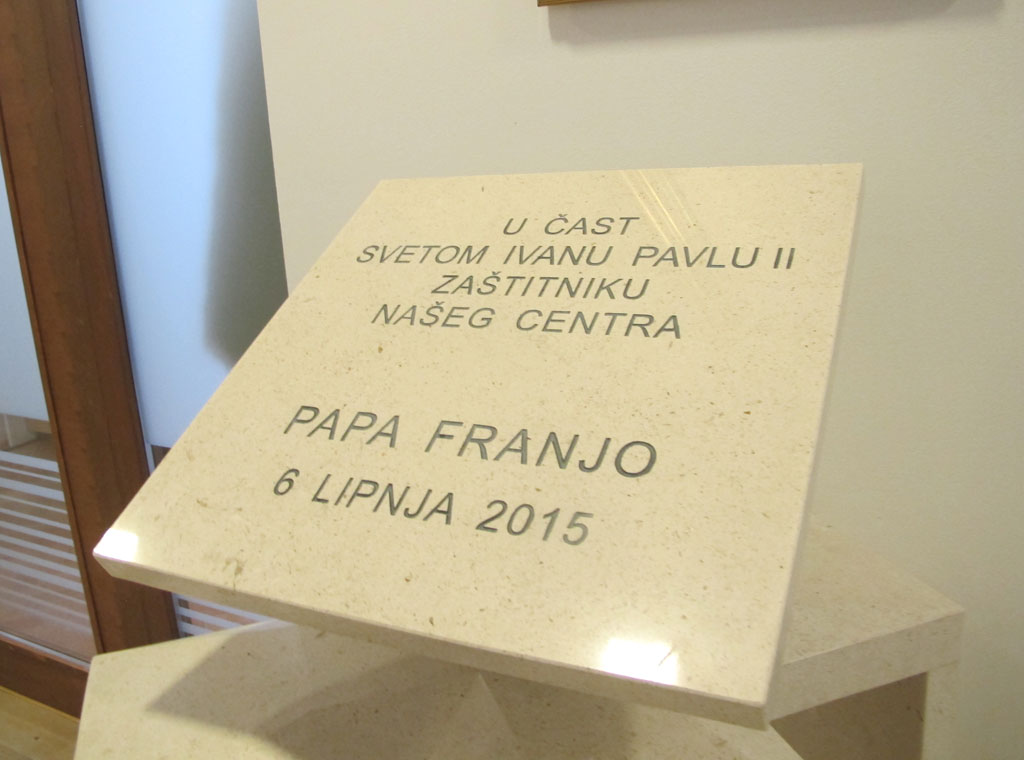 U ČAST
SVETOM IVANU PAVLU II
ZAŠTITNIKU
NAŠEG CENTRA
PAPA FRANJO
6 LIPNJA 2015